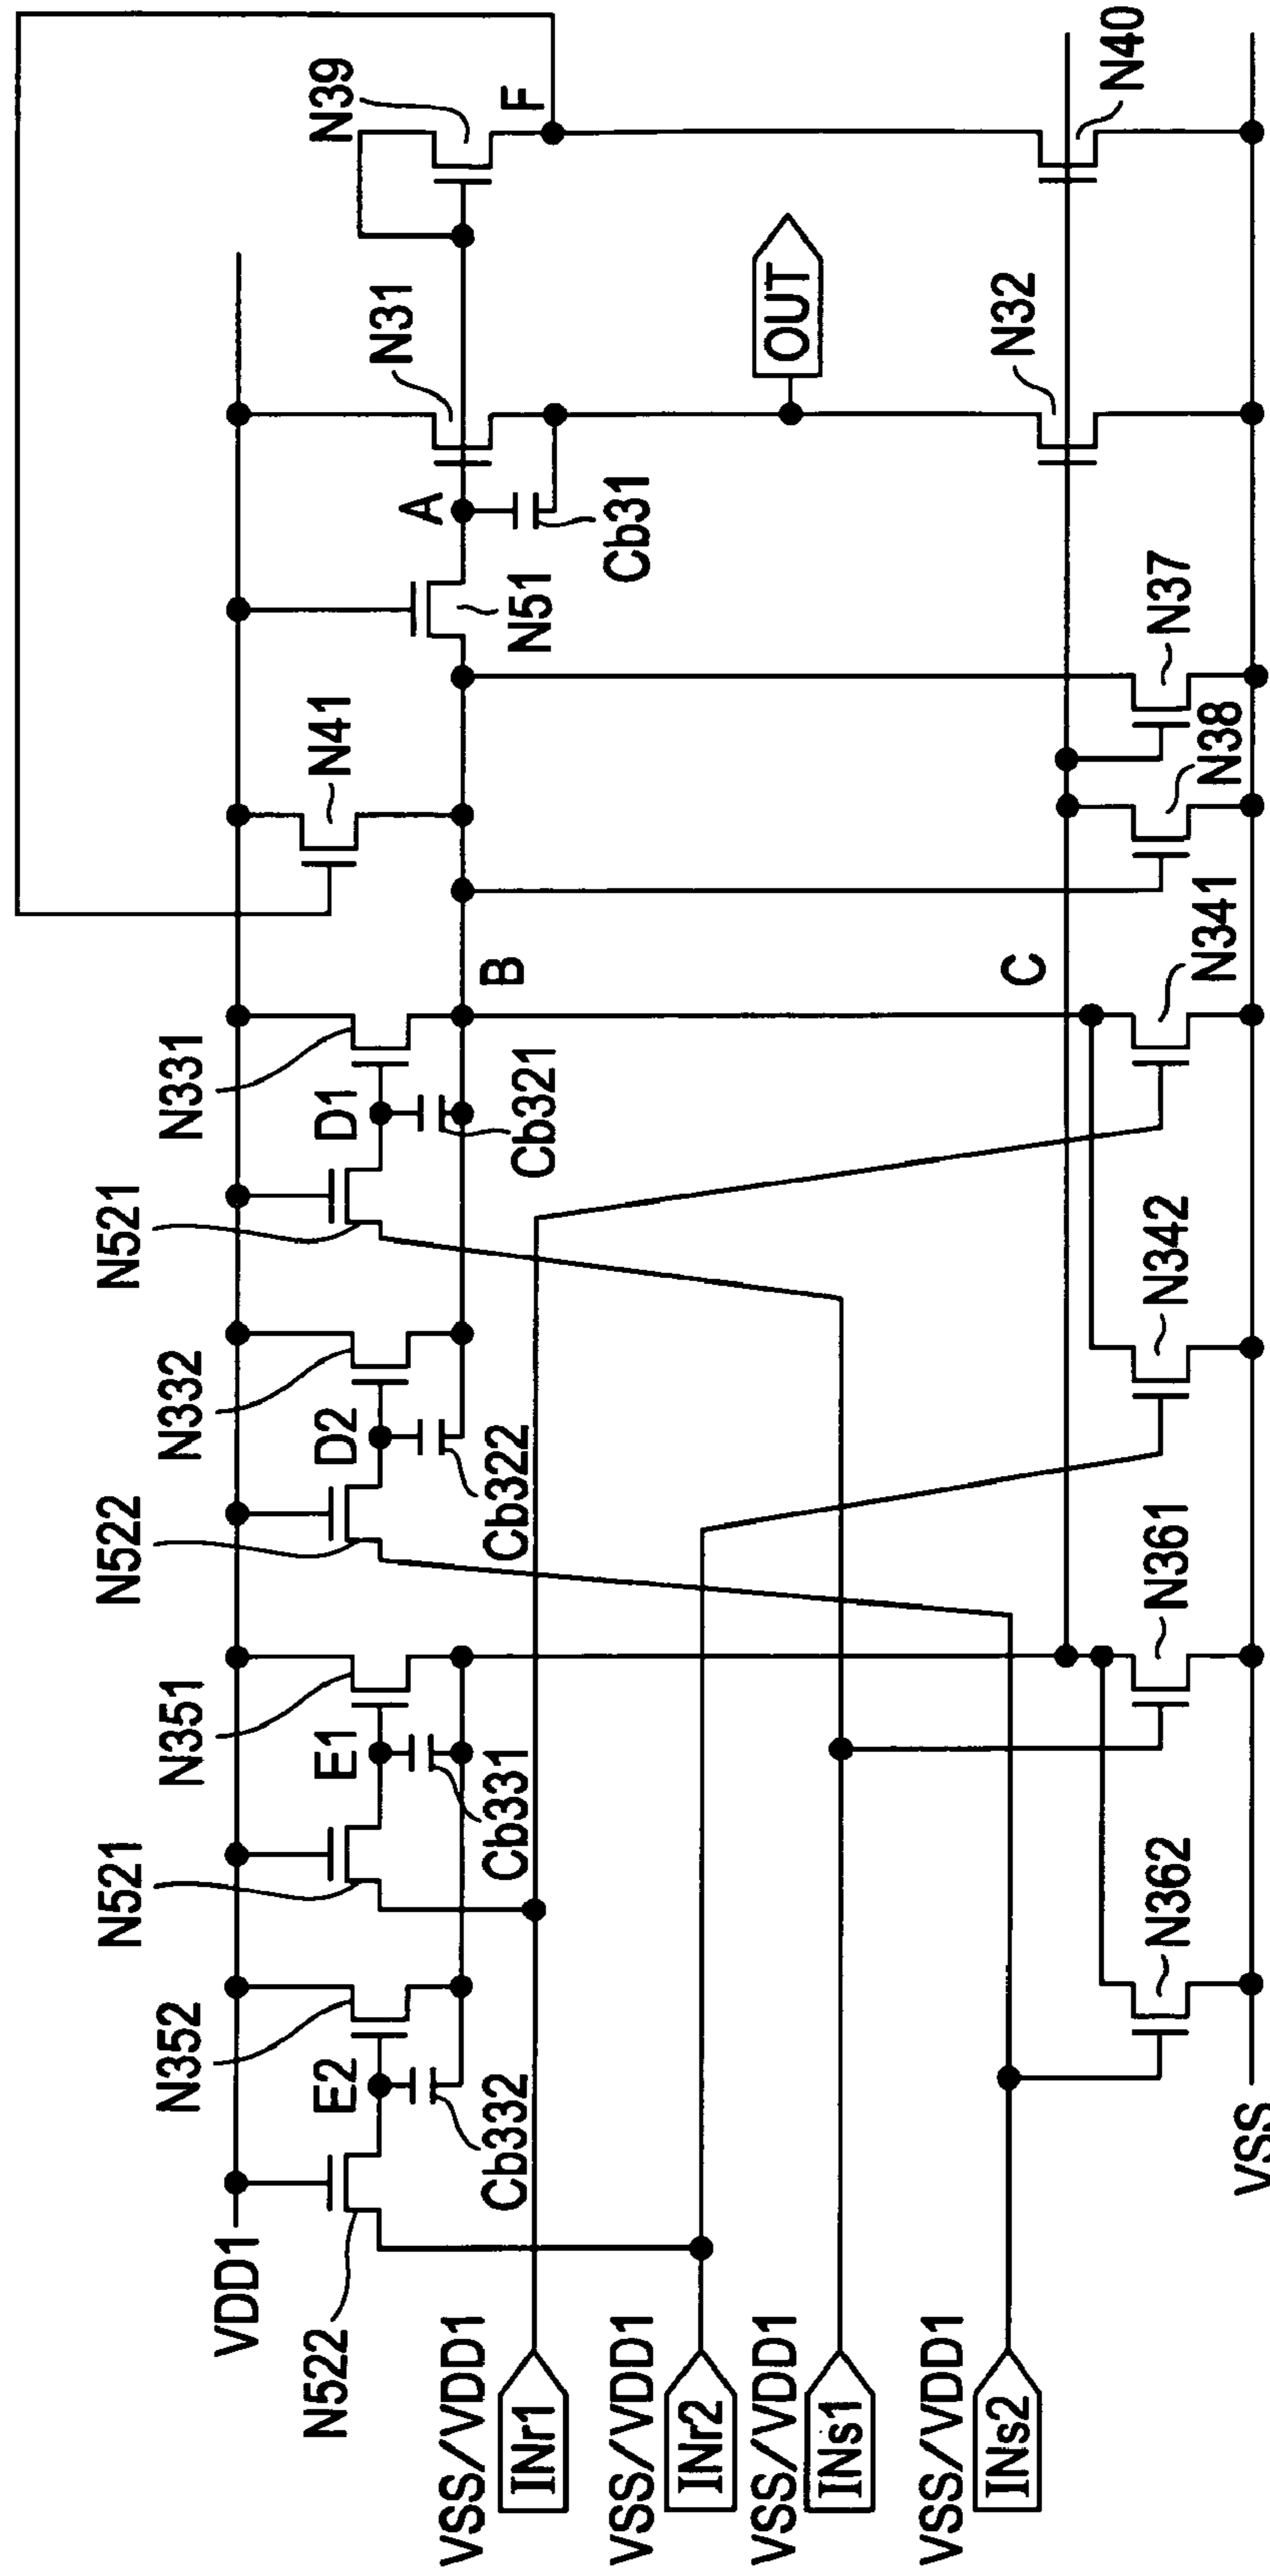 VDD1
N522
N352
E2
Cb332
N521
N351
E1
Cb331
N522
N332
D2
Cb322
N521
N331
D1
Cb321
B
N41
N51
A
Cb31
N31
N39
F
OUT
VSS/VDD1
INr1
VSS/VDD1
INr2
VSS/VDD1
INs1
VSS/VDD1
INs2
N362
N361
N342
N341
C
N38
N37
N32
N40
VSS